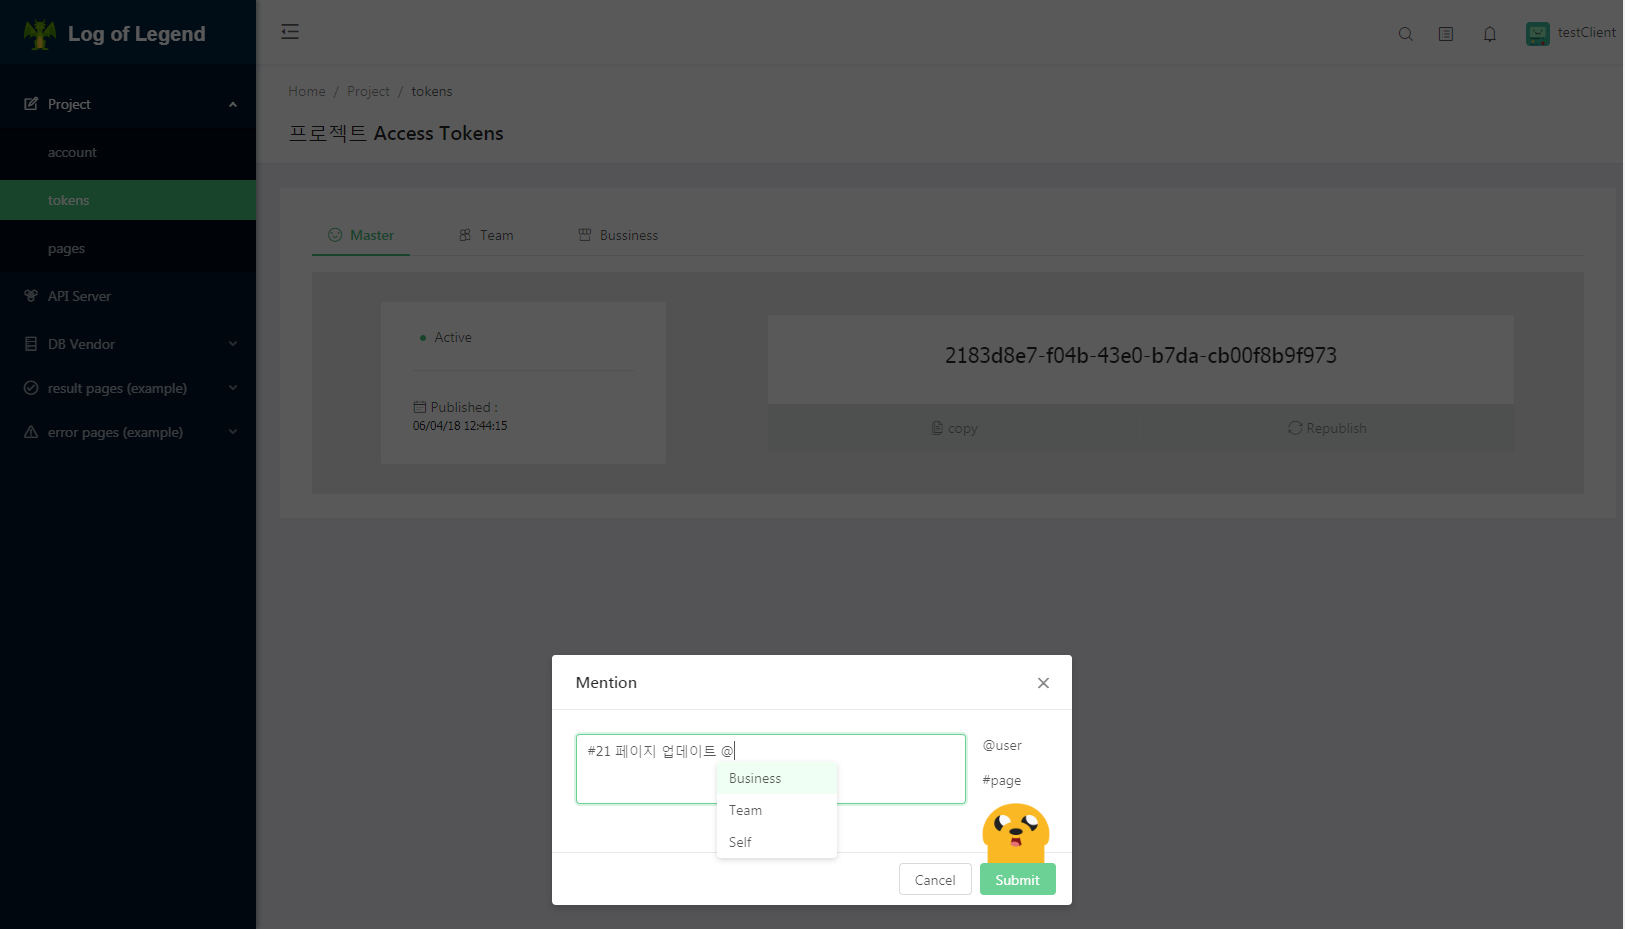 Log of Legend
testClient
Project
account
tokens
pages
API Server
DB Vendor
result pages (example)
error pages (example)
Home / Project / tokens
프로젝트 Access Tokens
Master Team Bussiness
Active
Published :
06/04/18 12:44:15
2183d8e7-f04b-43e0-b7da-cb00f8b9f973
copy Republish
Mention
#21 페이지 업데이트 @
Business
Team
Self
@user
#page
Cancel Submit